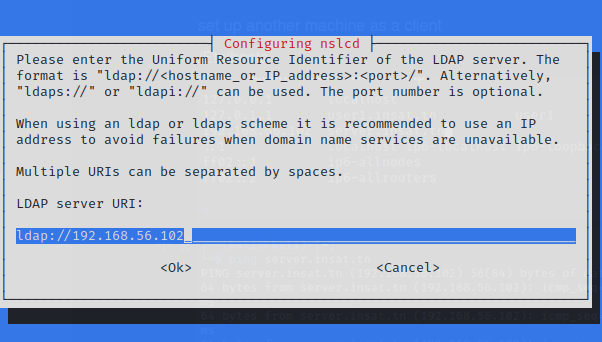 set up another machine as a client
Configuring nslcd
Please enter the Uniform Resource Identifier of the LDAP server. The
format is "ldap://<hostname_or_IP_address>:<port>/". Alternatively,
"ldaps://" or "ldapi://" can be used. The port number is optional.
When using an ldap or ldaps scheme it is recommended to use an IP
address to avoid failures when domain name services are unavailable.
Multiple URIs can be separated by spaces.
LDAP server URI:
ldap://192.168.56.102
<Ok> <Cancel>